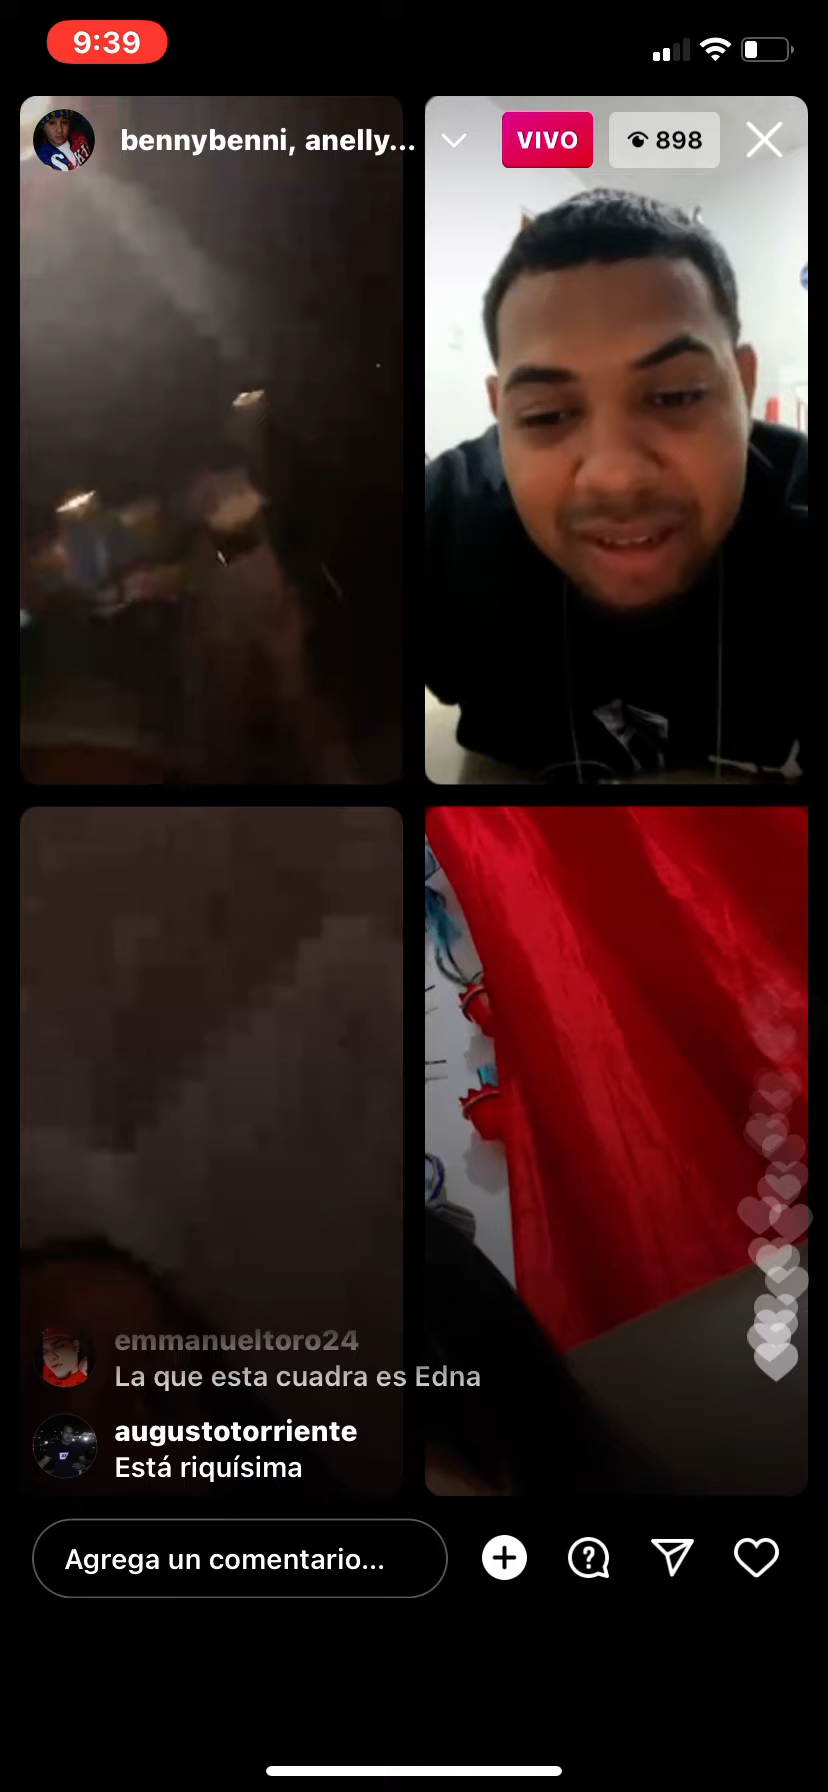 9:39
bennybenni, anelly...
VIVO
898
emmanueltoro24
La que esta cuadra es Edna
augustotorriente
Está riquísima
Agrega un comentario...